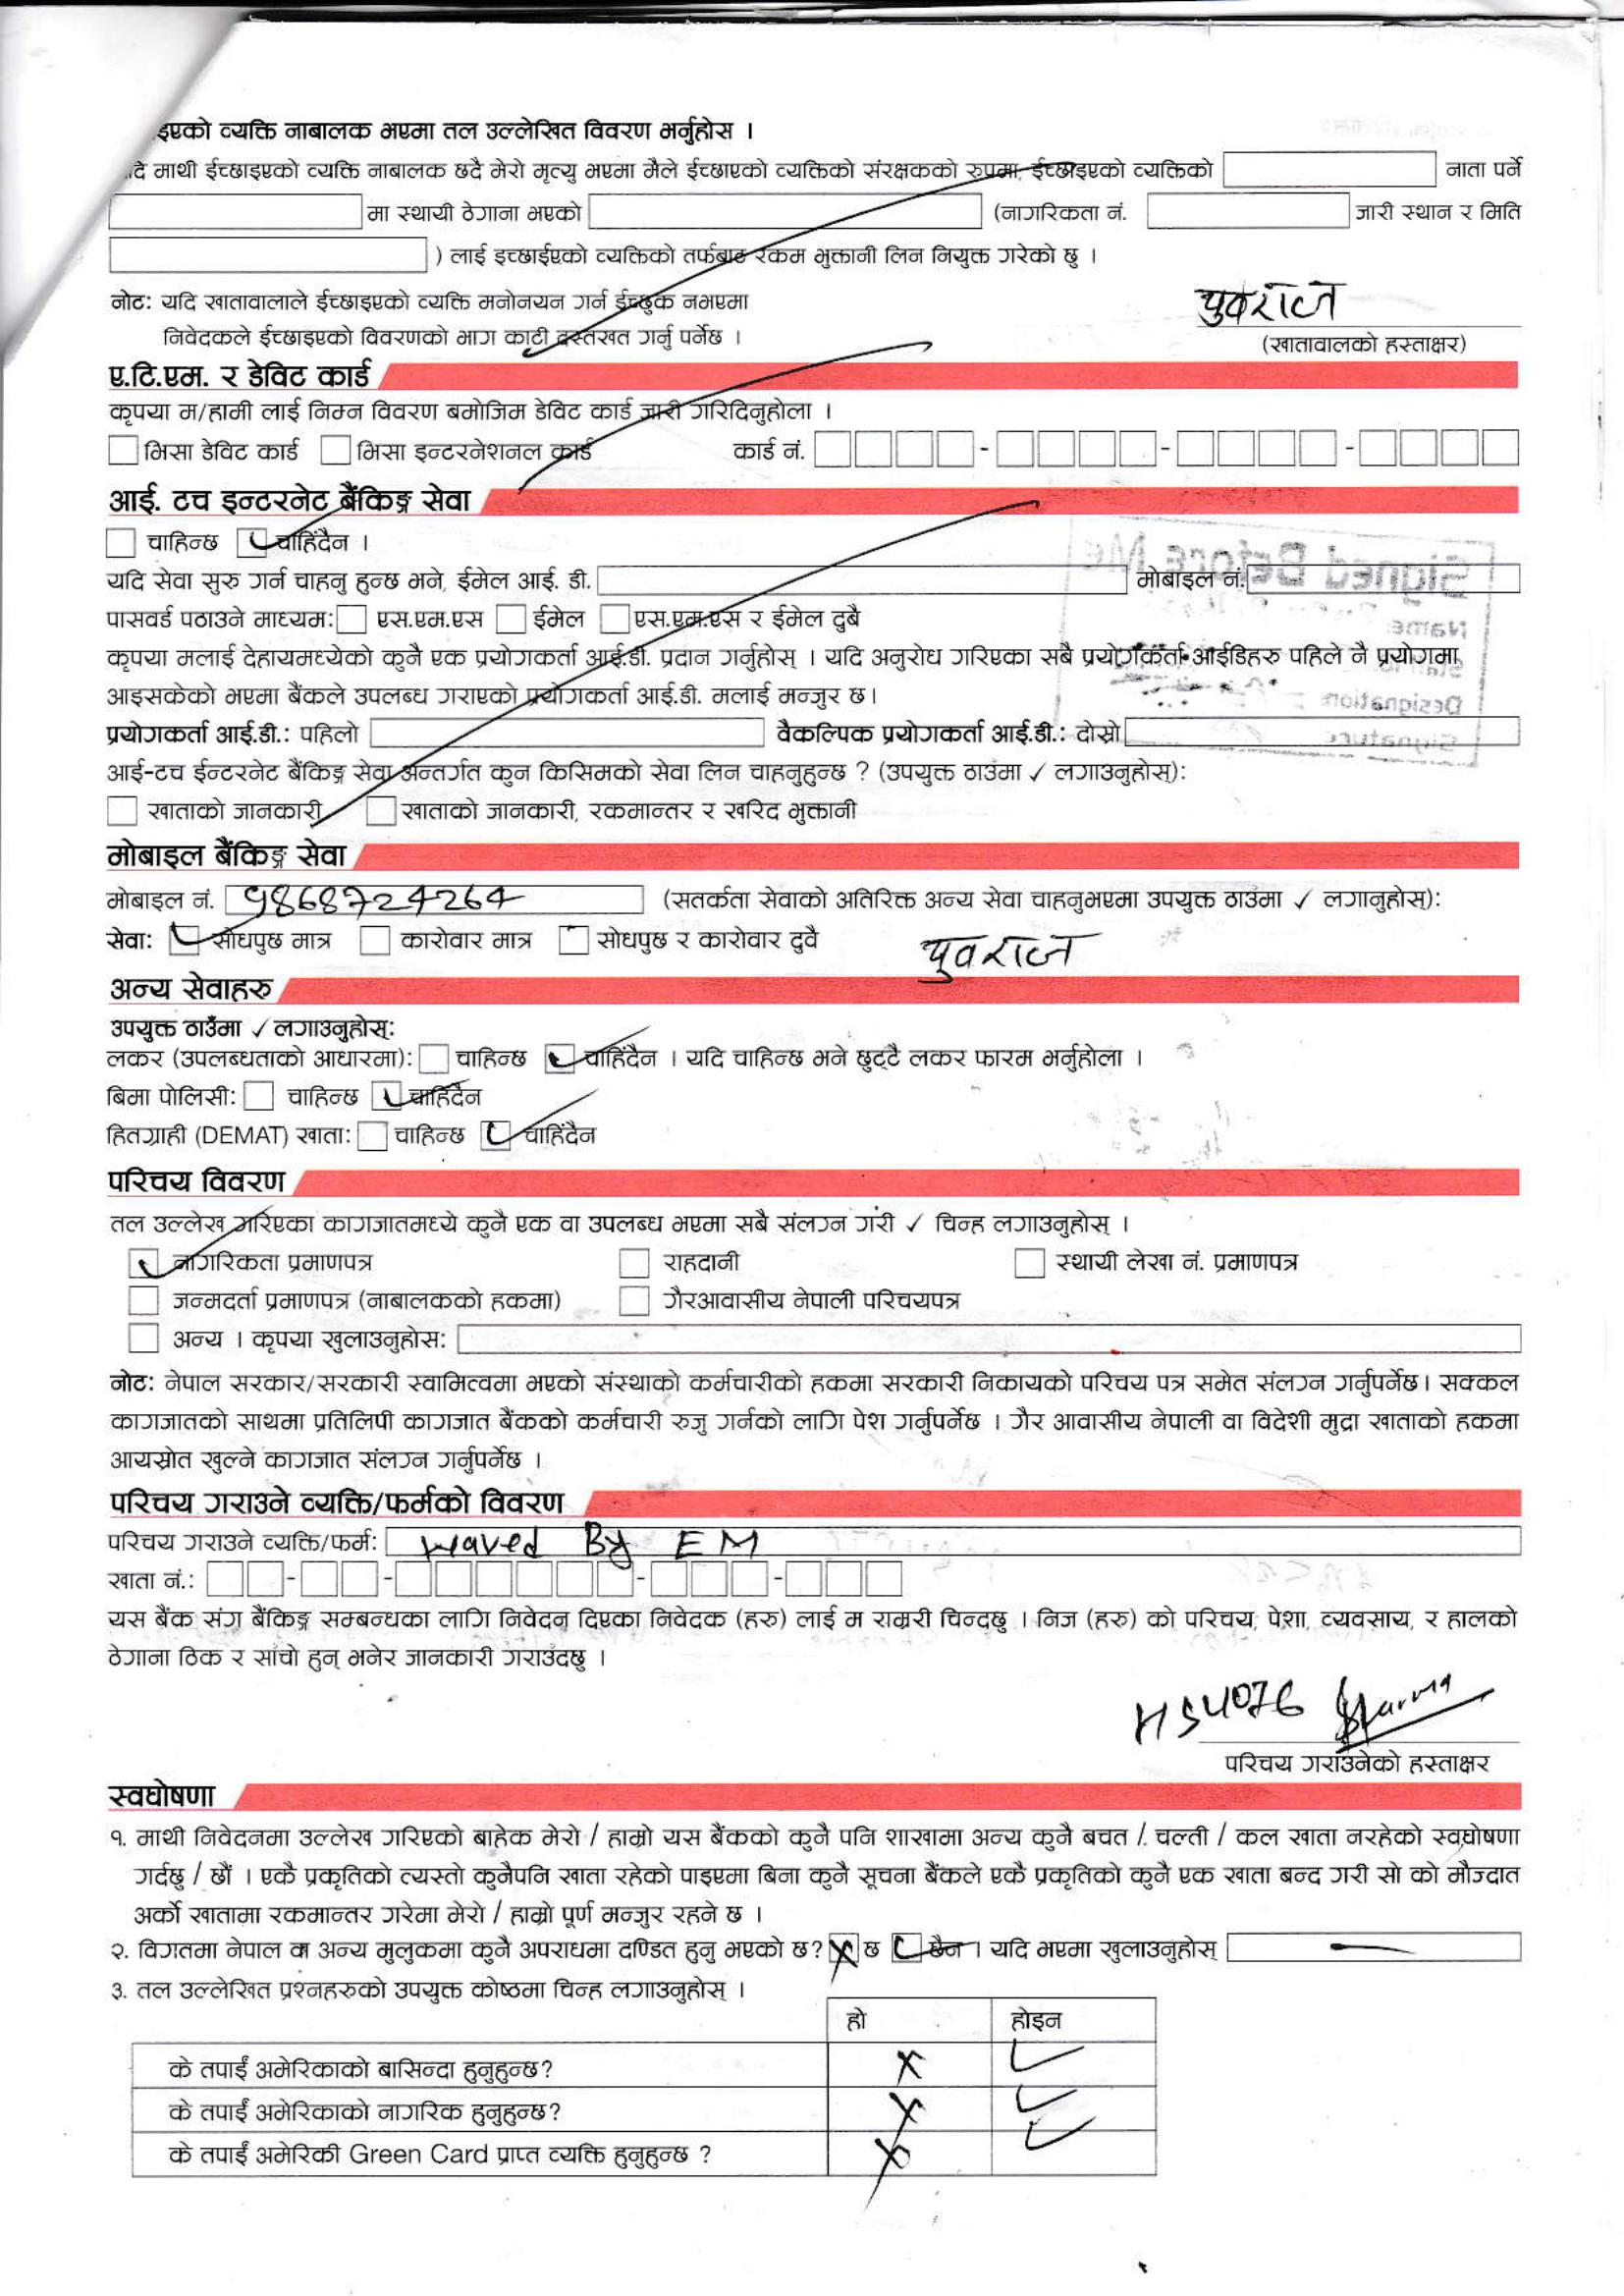 इएको व्यक्ति नाबालक भएमा तल उल्लेखित विवरण भर्नुहोस ।
दि माथी ईच्छाइएको व्यक्ति नाबालक छदै मेरो मृत्यु भएमा मैले ईच्छाएको व्यक्तिको संरक्षकको रुपमा, ईच्छाइएको व्यक्तिको नाता पर्ने
मा स्थायी ठेगाना भएको (नागरिकता नं. जारी स्थान र मिति
) लाई इच्छाईएको व्यक्तिको तर्फबाट रकम भुक्तानी लिन नियुक्त गरेको छु ।
नोट: यदि खातावालाले ईच्छाइएको व्यक्ति मनोनयन गर्न ईच्छुक नभएमा
निवेदकले ईच्छाइएको विवरणको भाग काटी दस्तखत गर्नु पर्नेछ ।
युवराज
(खातावालको हस्ताक्षर)
ए.टि.एम. र डेविट कार्ड
कृपया म/हामी लाई निम्न विवरण बमोजिम डेविट कार्ड जारी गरिदिनुहोला ।
भिसा डेविट कार्ड भिसा इन्टरनेशनल कार्ड कार्ड नं. - - -
आई. टच इन्टरनेट बैंकिङ्ग सेवा
चाहिन्छ चाहिंदैन ।
यदि सेवा सुरु गर्न चाहनु हुन्छ भने, ईमेल आई. डी. मोबाइल नं.
पासवर्ड पठाउने माध्यम: एस.एम.एस ईमेल एस.एम.एस र ईमेल दुबै
कृपया मलाई देहायमध्येको कुनै एक प्रयोगकर्ता आई.डी. प्रदान गर्नुहोस् । यदि अनुरोध गरिएका सबै प्रयोगकर्ता आईडिहरु पहिले नै प्रयोगमा
आइसकेको भएमा बैंकले उपलब्ध गराएको प्रयोगकर्ता आई.डी. मलाई मन्जुर छ।
प्रयोगकर्ता आई.डी.: पहिलो वैकल्पिक प्रयोगकर्ता आई.डी.: दोस्रो
आई-टच ईन्टरनेट बैंकिङ्ग सेवा अन्तर्गत कुन किसिमको सेवा लिन चाहनुहुन्छ ? (उपयुक्त ठाउंमा ✓ लगाउनुहोस्):
खाताको जानकारी खाताको जानकारी, रकमान्तर र खरिद भुक्तानी
Signed Before Me
Name
Designation
Signature
मोबाइल बैंकिङ्ग सेवा
मोबाइल नं. 9868724264 (सतर्कता सेवाको अतिरिक्त अन्य सेवा चाहनुभएमा उपयुक्त ठाउंमा ✓ लगानुहोस्):
सेवा: सोधपुछ मात्र कारोवार मात्र सोधपुछ र कारोवार दुवै युवराज
अन्य सेवाहरु
उपयुक्त ठाउँमा ✓ लगाउनुहोस्:
लकर (उपलब्धताको आधारमा): चाहिन्छ चाहिंदैन । यदि चाहिन्छ भने छुट्टै लकर फारम भर्नुहोला ।
बिमा पोलिसी: चाहिन्छ चाहिंदैन
हितग्राही (DEMAT) खाता: चाहिन्छ चाहिंदैन
परिचय विवरण
तल उल्लेख गरिएका कागजातमध्ये कुनै एक वा उपलब्ध भएमा सबै संलग्न गरी ✓ चिन्ह लगाउनुहोस् ।
नागरिकता प्रमाणपत्र राहदानी स्थायी लेखा नं. प्रमाणपत्र
जन्मदर्ता प्रमाणपत्र (नाबालकको हकमा) गैरआवासीय नेपाली परिचयपत्र
अन्य । कृपया खुलाउनुहोस:
नोट: नेपाल सरकार/सरकारी स्वामित्वमा भएको संस्थाको कर्मचारीको हकमा सरकारी निकायको परिचय पत्र समेत संलग्न गर्नुपर्नेछ। सक्कल
कागजातको साथमा प्रतिलिपी कागजात बैंकको कर्मचारी रुजु गर्नको लागि पेश गर्नुपर्नेछ । गैर आवासीय नेपाली वा विदेशी मुद्रा खाताको हकमा
आयस्रोत खुल्ने कागजात संलग्न गर्नुपर्नेछ ।
परिचय गराउने व्यक्ति/फर्मको विवरण
परिचय गराउने व्यक्ति/फर्म: waved By EM
खाता नं.: - - - -
यस बैंक संग बैंकिङ्ग सम्बन्धका लागि निवेदन दिएका निवेदक (हरु) लाई म राम्ररी चिन्दछु । निज (हरु) को परिचय, पेशा, व्यवसाय, र हालको
ठेगाना ठिक र सांचो हुन् भनेर जानकारी गराउंदछु ।
HS4076 Sharma
परिचय गराउनेको हस्ताक्षर
स्वघोषणा
१. माथी निवेदनमा उल्लेख गरिएको बाहेक मेरो / हाम्रो यस बैंकको कुनै पनि शाखामा अन्य कुनै बचत / चल्ती / कल खाता नरहेको स्वघोषणा
गर्दछु / छौं । एकै प्रकृतिको त्यस्तो कुनैपनि खाता रहेको पाइएमा बिना कुनै सूचना बैंकले एकै प्रकृतिको कुनै एक खाता बन्द गरी सो को मौज्दात
अर्को खातामा रकमान्तर गरेमा मेरो / हाम्रो पूर्ण मन्जुर रहने छ ।
२. विगतमा नेपाल वा अन्य मुलुकमा कुनै अपराधमा दण्डित हुनु भएको छ? छ छैन । यदि भएमा खुलाउनुहोस्
३. तल उल्लेखित प्रश्नहरुको उपयुक्त कोष्ठमा चिन्ह लगाउनुहोस् ।
हो होइन
के तपाईं अमेरिकाको बासिन्दा हुनुहुन्छ?
के तपाईं अमेरिकाको नागरिक हुनुहुन्छ?
के तपाईं अमेरिकी Green Card प्राप्त व्यक्ति हुनुहुन्छ ?